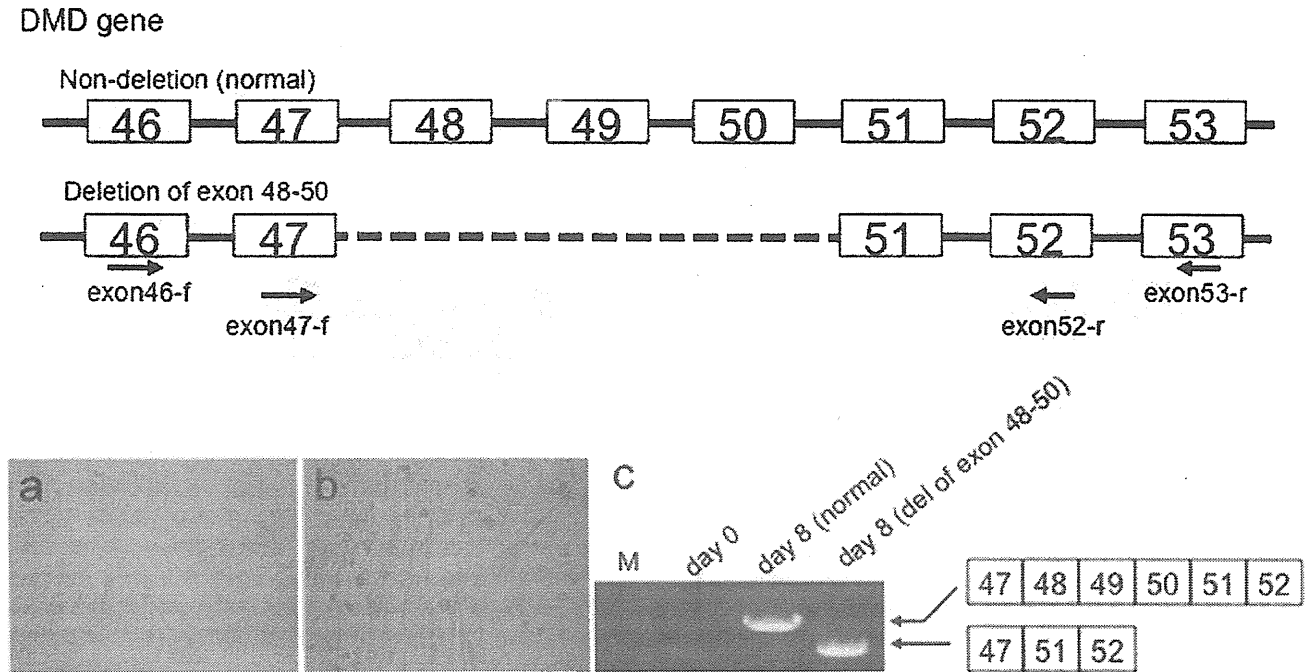 DMD gene
Non-deletion (normal)
46 47 48 49 50 51 52 53
Deletion of exon 48-50
46 47 51 52 53
exon46-f
exon47-f
exon52-r
exon53-r
a
b
c
M
day 0
day 8 (normal)
day 8 (del of exon 48-50)
47 48 49 50 51 52
47 51 52